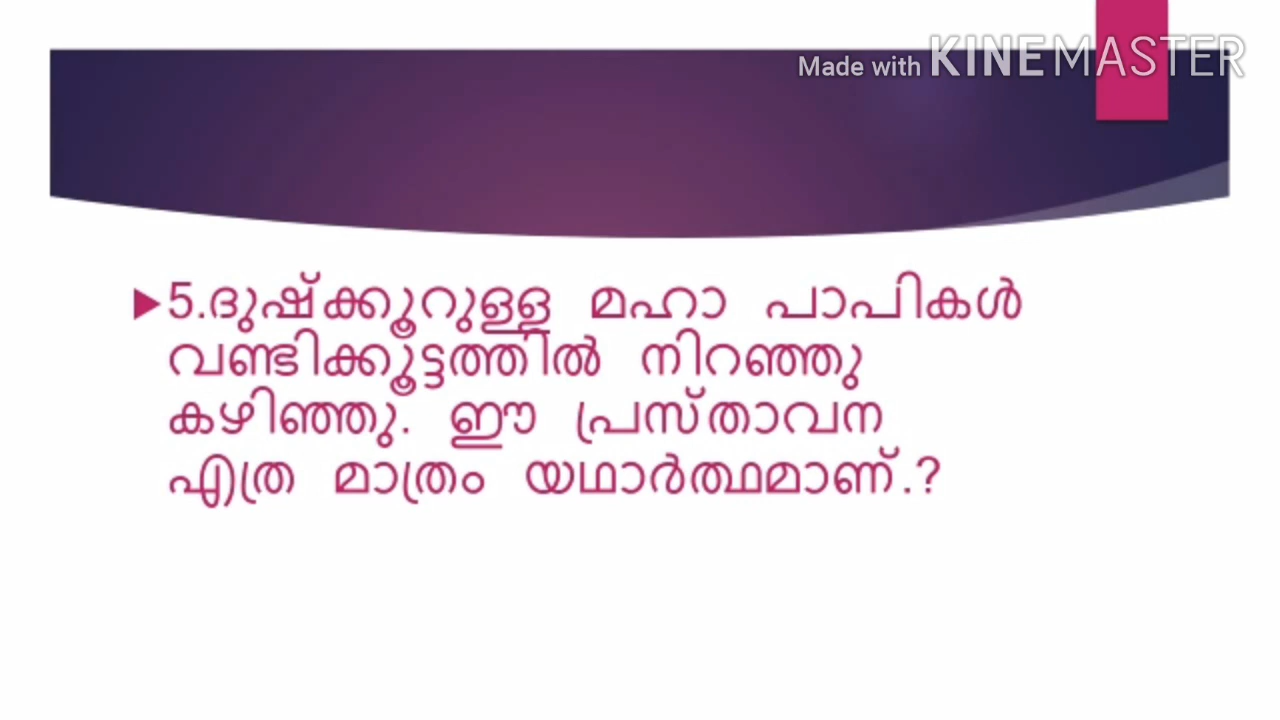 Made with KINEMASTER
5.ദുഷ്ക്കൂറുള്ള മഹാ പാപികൾ
വണ്ടിക്കൂട്ടത്തിൽ നിറഞ്ഞു
കഴിഞ്ഞു. ഈ പ്രസ്താവന
എത്ര മാത്രം യഥാർത്ഥമാണ്.?